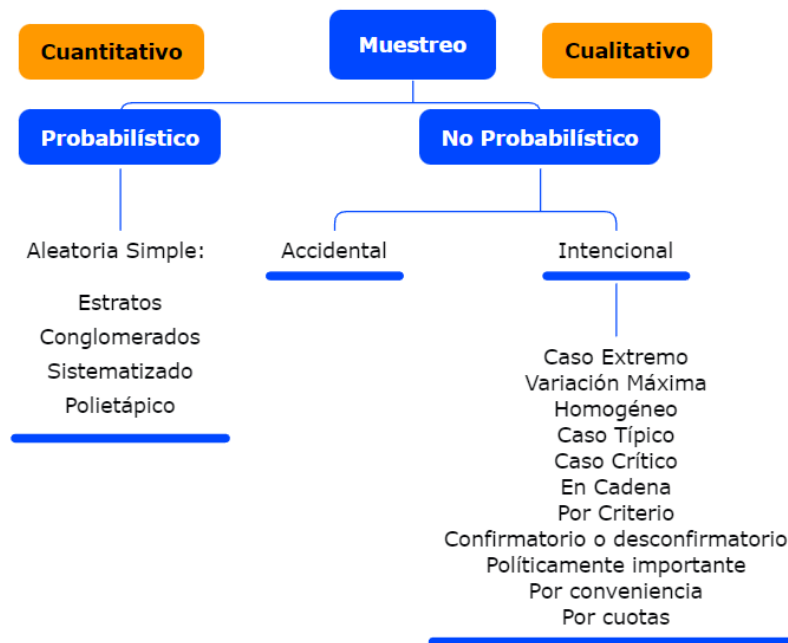 Cuantitativo
Muestreo
Cualitativo
Probabilístico
No Probabilístico
Aleatoria Simple:
Estratos
Conglomerados
Sistematizado
Polietápico
Accidental
Intencional
Caso Extremo
Variación Máxima
Homogéneo
Caso Típico
Caso Crítico
En Cadena
Por Criterio
Confirmatorio o desconfirmatorio
Políticamente importante
Por conveniencia
Por cuotas